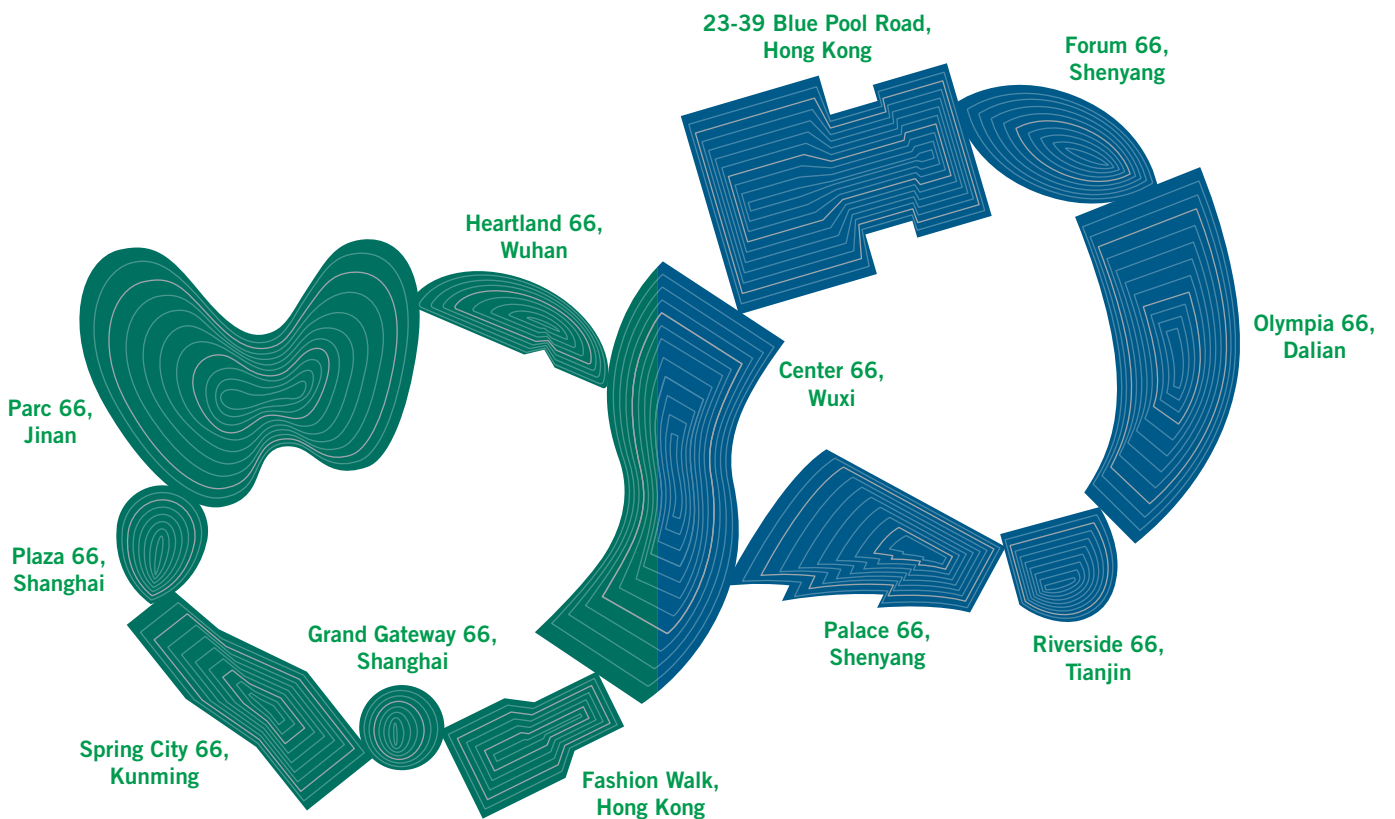 23-39 Blue Pool Road,
Hong Kong
Forum 66,
Shenyang
Heartland 66,
Wuhan
Olympia 66,
Dalian
Center 66,
Wuxi
Parc 66,
Jinan
Plaza 66,
Shanghai
Grand Gateway 66,
Shanghai
Palace 66,
Shenyang
Riverside 66,
Tianjin
Spring City 66,
Kunming
Fashion Walk,
Hong Kong